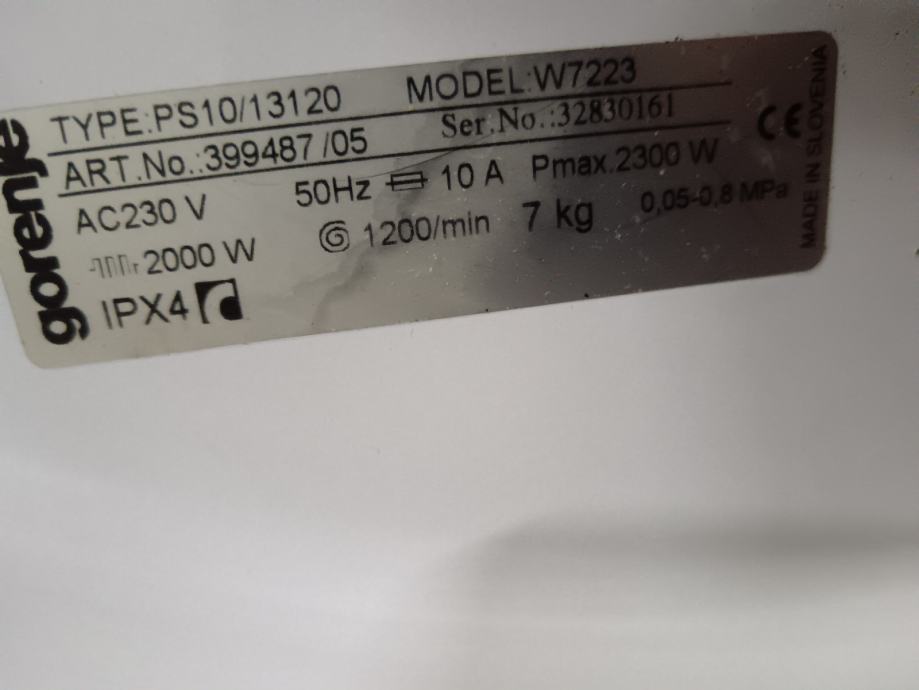 gorenje
TYPE:PS10/13120 MODEL:W7223
ART.No.:399487/05 Ser.No.:32830161
AC230 V 50Hz 10 A Pmax.2300 W
2000 W 1200/min 7 kg 0,05-0,8 MPa
IPX4
CE
MADE IN SLOVENIA